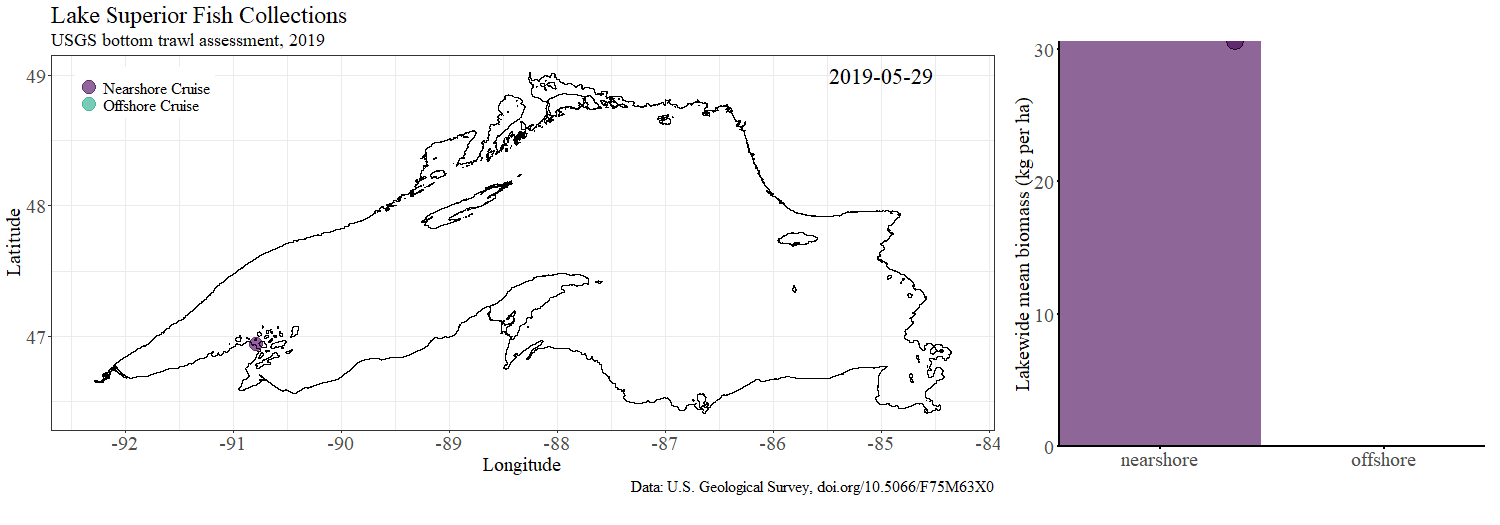 Lake Superior Fish Collections
USGS bottom trawl assessment, 2019
Nearshore Cruise
Offshore Cruise
2019-05-29
49
48
47
Latitude
-92
-91
-90
-89
-88
-87
-86
-85
-84
Longitude
Data: U.S. Geological Survey, doi.org/10.5066/F75M63X0
Lakewide mean biomass (kg per ha)
30
20
10
0
nearshore
offshore